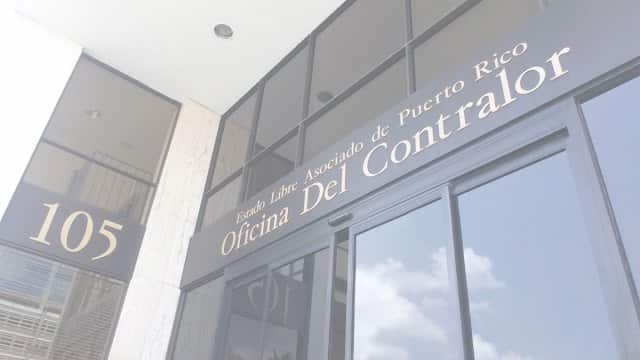 105
Estado Libre Asociado de Puerto Rico
Oficina Del Contralor